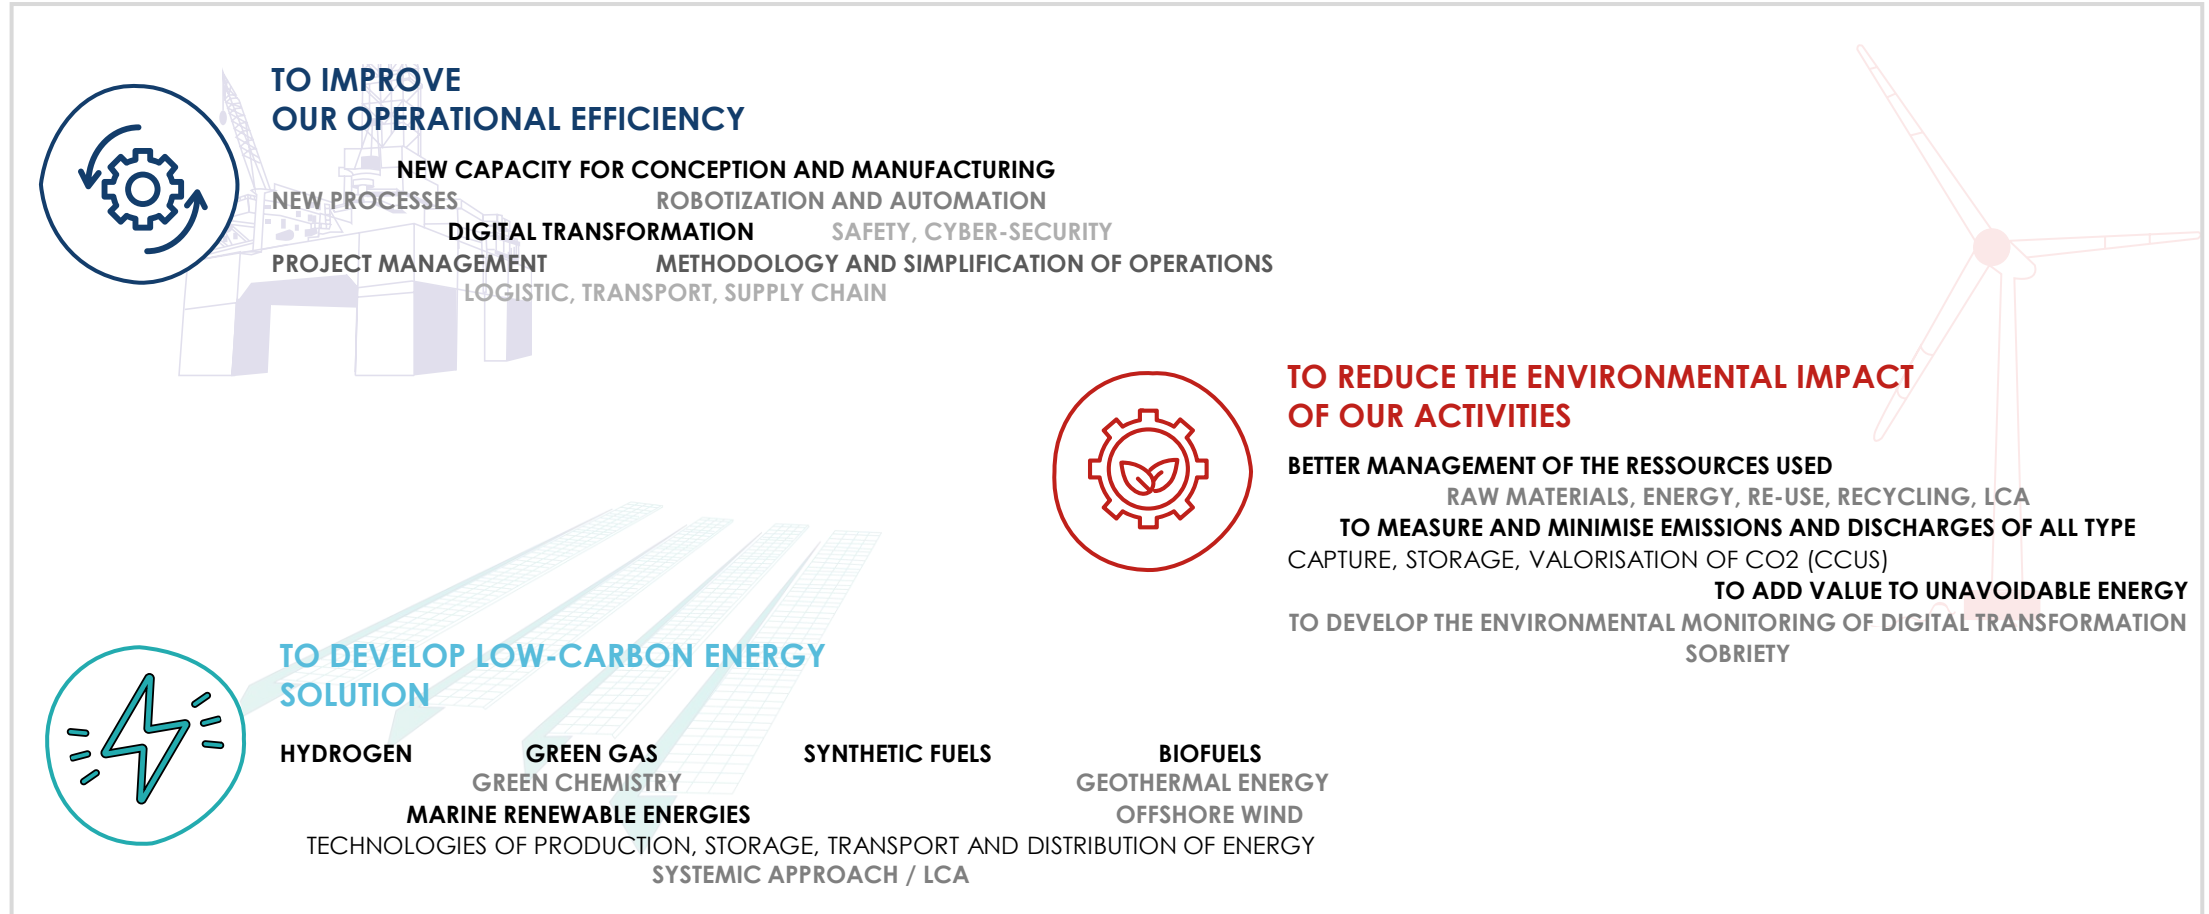 TO IMPROVE
OUR OPERATIONAL EFFICIENCY
NEW CAPACITY FOR CONCEPTION AND MANUFACTURING
NEW PROCESSES ROBOTIZATION AND AUTOMATION
DIGITAL TRANSFORMATION SAFETY, CYBER-SECURITY
PROJECT MANAGEMENT METHODOLOGY AND SIMPLIFICATION OF OPERATIONS
LOGISTIC, TRANSPORT, SUPPLY CHAIN
TO REDUCE THE ENVIRONMENTAL IMPACT
OF OUR ACTIVITIES
BETTER MANAGEMENT OF THE RESSOURCES USED
RAW MATERIALS, ENERGY, RE-USE, RECYCLING, LCA
TO MEASURE AND MINIMISE EMISSIONS AND DISCHARGES OF ALL TYPE
CAPTURE, STORAGE, VALORISATION OF CO2 (CCUS)
TO ADD VALUE TO UNAVOIDABLE ENERGY
TO DEVELOP THE ENVIRONMENTAL MONITORING OF DIGITAL TRANSFORMATION
SOBRIETY
TO DEVELOP LOW-CARBON ENERGY
SOLUTION
HYDROGEN GREEN GAS SYNTHETIC FUELS BIOFUELS
GREEN CHEMISTRY GEOTHERMAL ENERGY
MARINE RENEWABLE ENERGIES OFFSHORE WIND
TECHNOLOGIES OF PRODUCTION, STORAGE, TRANSPORT AND DISTRIBUTION OF ENERGY
SYSTEMIC APPROACH / LCA